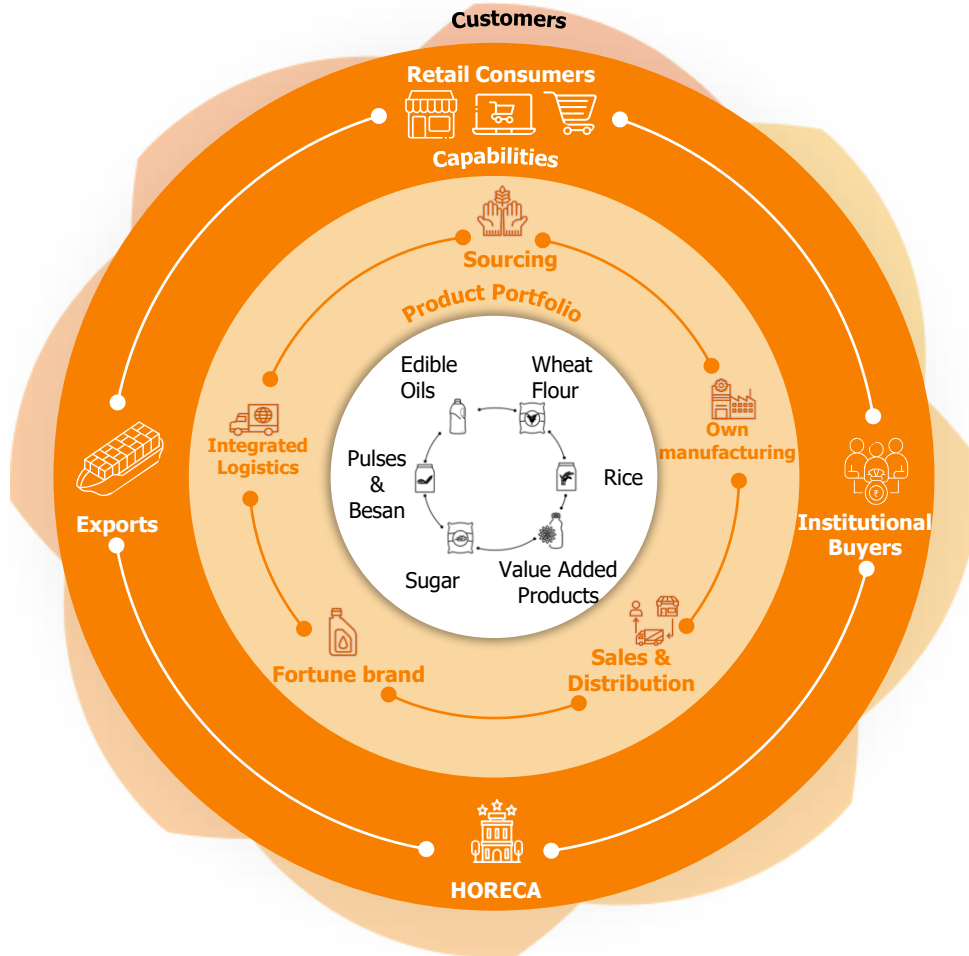 Customers
Retail Consumers
Capabilities
Sourcing
Product Portfolio
Edible
Oils
Wheat
Flour
Integrated
Logistics
Own
manufacturing
Pulses
&
Besan
Rice
Exports
Institutional
Buyers
Sugar
Value Added
Products
Fortune brand
Sales &
Distribution
HORECA